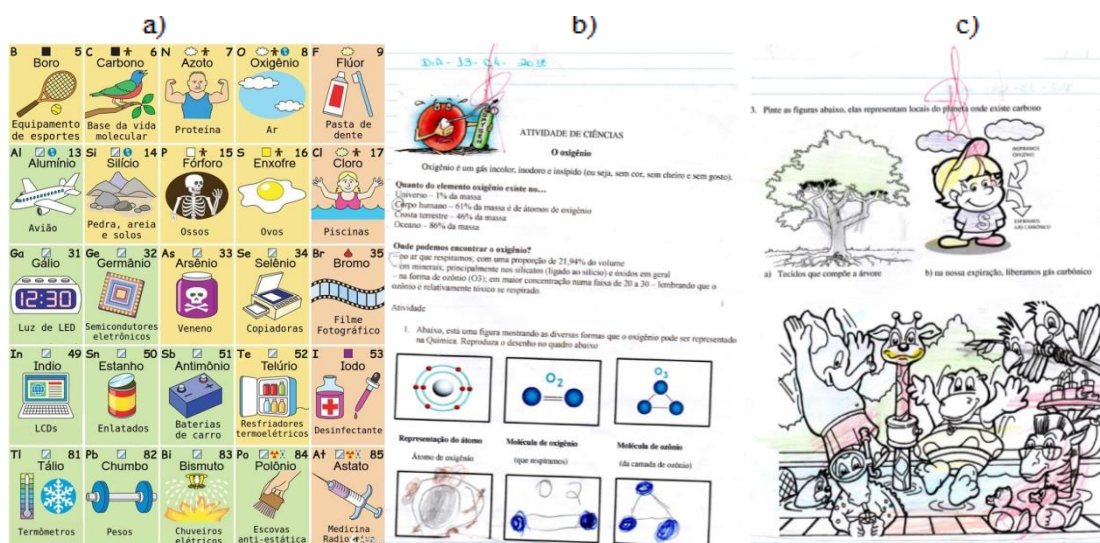 a)
B 5
Boro
Equipamento
de esportes
C 6
Carbono
Base da vida
molecular
N 7
Azoto
Proteína
O 8
Oxigênio
Ar
F 9
Flúor
Pasta de
dente
Al 13
Alumínio
Avião
Si 14
Silício
Pedra, areia
e solos
P 15
Fórforo
Ossos
S 16
Enxofre
Ovos
Cl 17
Cloro
Piscinas
Ga 31
Gálio
12:30
Luz de LED
Ge 32
Germânio
Semicondutores
eletrônicos
As 33
Arsênio
Veneno
Se 34
Selênio
Copiadoras
Br 35
Bromo
Filme
Fotográfico
In 49
Indio
LCDs
Sn 50
Estanho
Enlatados
Sb 51
Antimônio
Baterias
de carro
Te 52
Telúrio
Resfriadores
termoelétricos
I 53
Iodo
Desinfectante
Tl 81
Tálio
Termômetros
Pb 82
Chumbo
Pesos
Bi 83
Bismuto
Chuveiros
elétricos
Po 84
Polônio
Escovas
anti-estática
At 85
Astato
Medicina
b)
ATIVIDADE DE CIÊNCIAS
O oxigênio
Oxigênio é um gás incolor, inodoro e insípido (ou seja, sem cor, sem cheiro e sem gosto).
Quanto do elemento oxigênio existe no...
Universo – 1% da massa
Corpo humano – 61% da massa é de átomos de oxigênio
Crosta terrestre – 46% da massa
Oceano – 86% da massa
Onde podemos encontrar o oxigênio?
no ar que respiramos; com uma proporção de 21,94% do volume
em minerais; principalmente nos silicatos (ligado ao silício) e óxidos em geral
na forma de ozônio (O3); em maior concentração numa faixa de 20 a 30 – lembrando que o
ozônio é relativamente tóxico se respirado.
Atividade
1. Abaixo, está uma figura mostrando as diversas formas que o oxigênio pode ser representado
na Química. Reproduza o desenho no quadro abaixo
O2
O3
Representação do átomo
Átomo de oxigênio
Molécula de oxigênio
(que respiramos)
Molécula de ozônio
(da camada de ozônio)
c)
3. Pinte as figuras abaixo, elas representam locais do planeta onde existe carbono
INSPIRAMOS
OXIGÊNIO
S
EXPIRAMOS
GÁS CARBÔNICO
a) Tecidos que compõe a árvore
b) na nossa expiração, liberamos gás carbônico